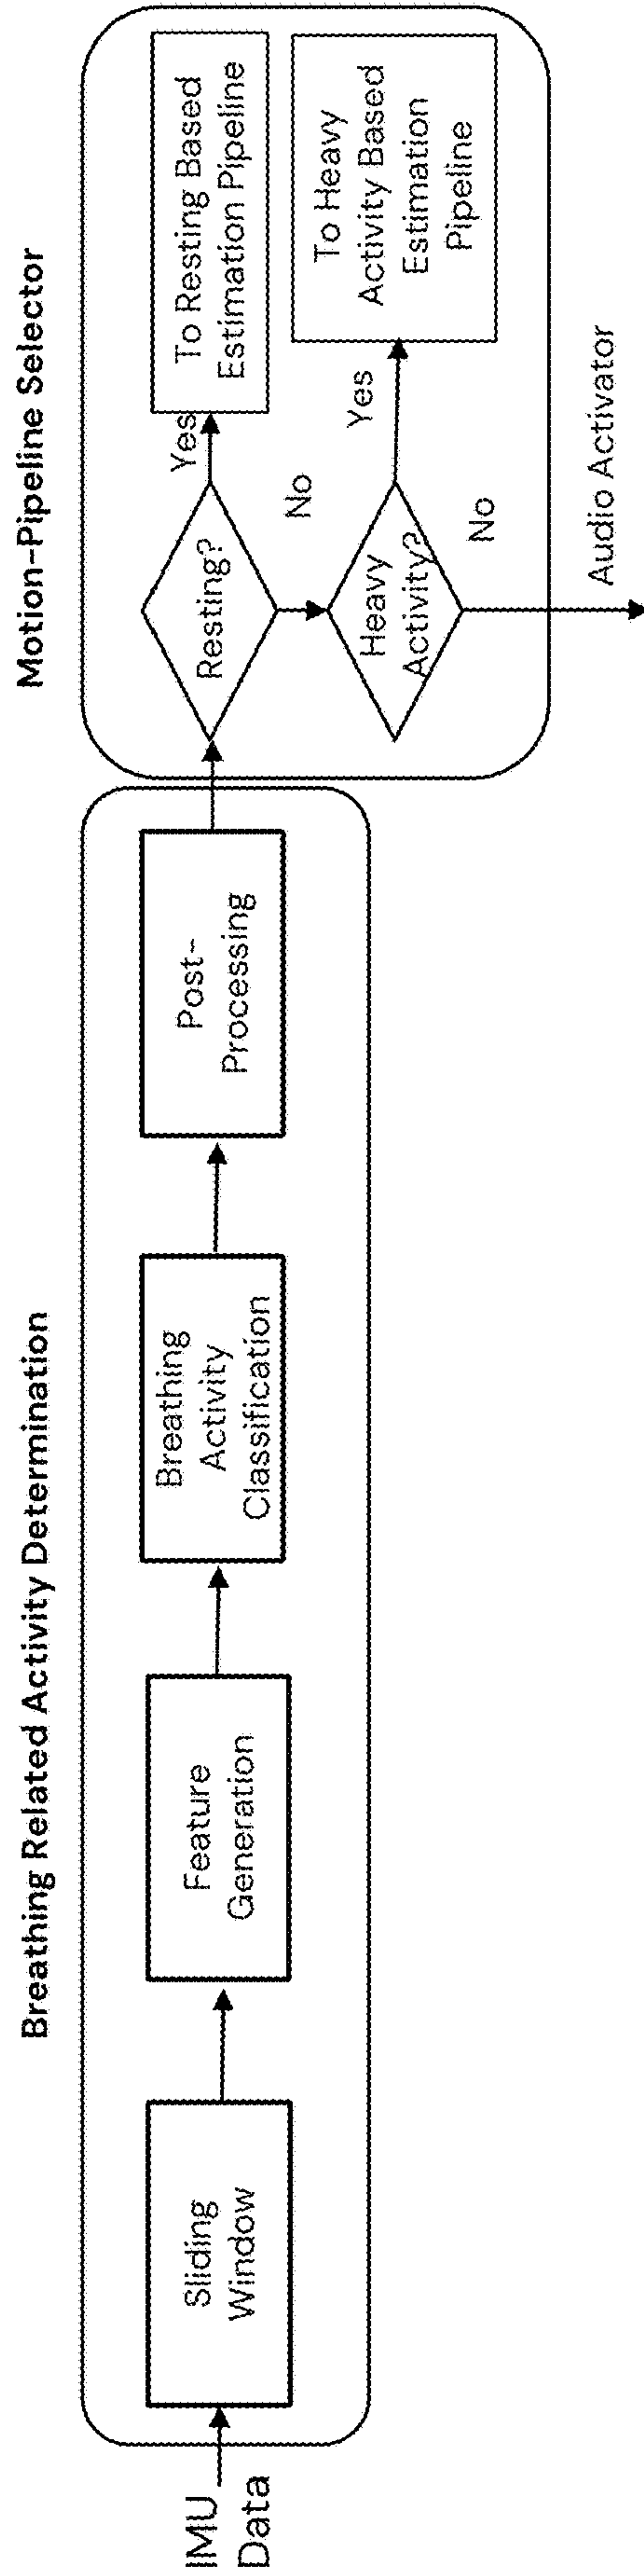 Breathing Related Activity Determination
Motion-Pipeline Selector
IMU
Data
Sliding
Window
Feature
Generation
Breathing
Activity
Classification
Post-
Processing
Resting?
Yes
To Resting Based
Estimation Pipeline
No
Heavy
Activity?
Yes
To Heavy
Activity Based
Estimation
Pipeline
No
Audio Activator